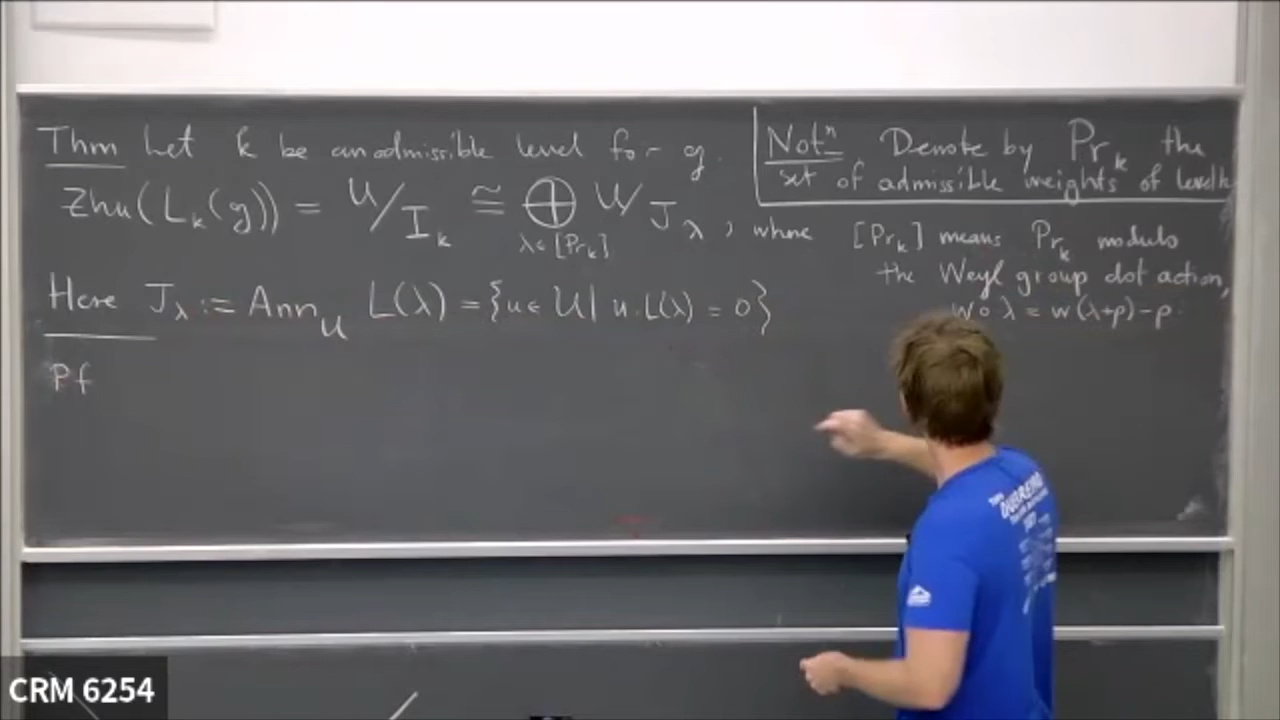 Thm Let k be an admissible level for g.
Zhu(L_k(g)) = U/I_k ≅ ⊕_{λ∈[Pr_k]} U/J_λ, where
Here J_λ := Ann_U L(λ) = {u ∈ U | u.L(λ) = 0}
Pf
Notⁿ Denote by Pr_k the
set of admissible weights of level k
[Pr_k] means Pr_k modulo
the Weyl group dot action,
w∘λ = w(λ+ρ)-ρ.
CRM 6254